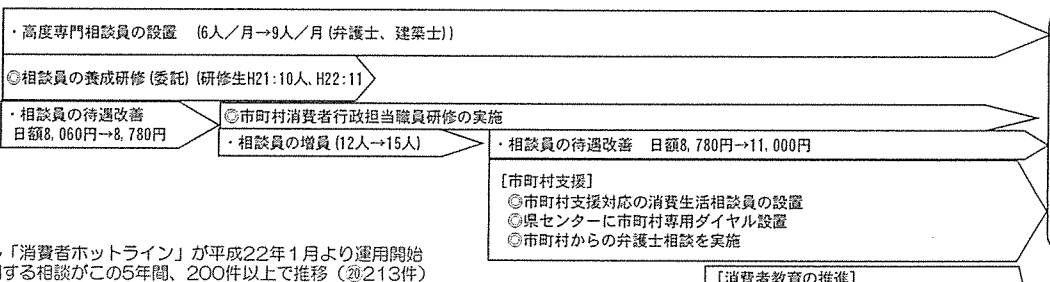 ・高度専門相談員の設置　(6人／月→9人／月(弁護士、建築士))
◎相談員の養成研修(委託)(研修生H21:10人、H22:11
・相談員の待遇改善
日額8,060円→8,780円
◎市町村消費者行政担当職員研修の実施
・相談員の増員(12人→15人)
・相談員の待遇改善　日額8,780円→11,000円
[市町村支援]
◎市町村支援対応の消費生活相談員の設置
◎県センターに市町村専用ダイヤル設置
◎市町村からの弁護士相談を実施
「消費者ホットライン」が平成22年1月より運用開始
する相談がこの5年間、200件以上で推移（⑳213件）
[消費者教育の推進]